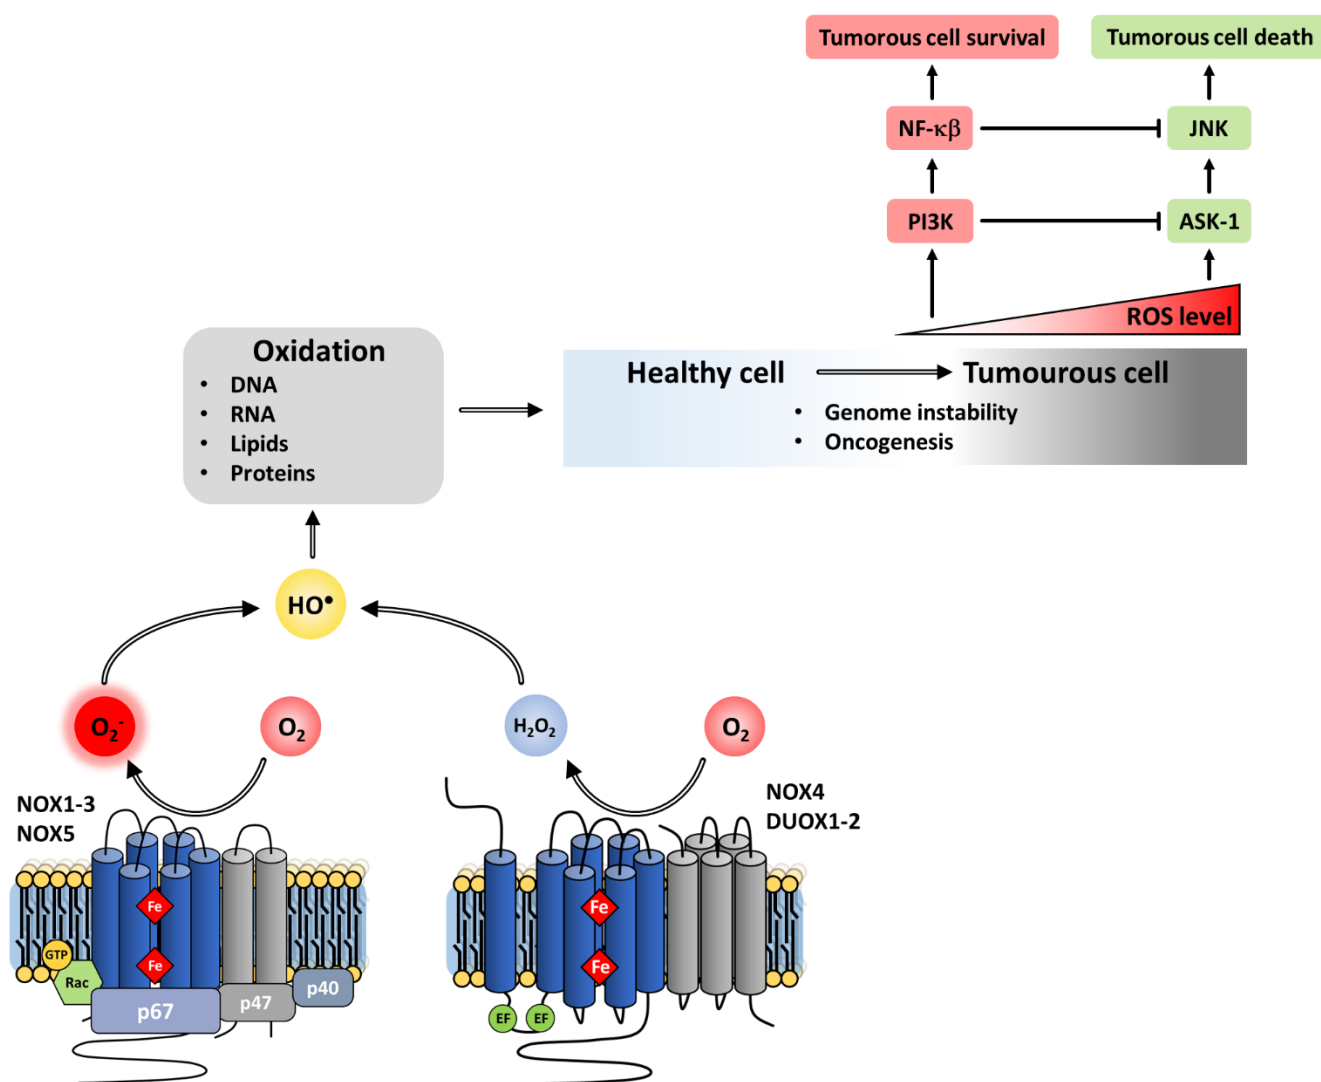 Tumorous cell survival
Tumorous cell death
NF-κβ
JNK
PI3K
ASK-1
ROS level
Oxidation
• DNA
• RNA
• Lipids
• Proteins
Healthy cell
Tumourous cell
• Genome instability
• Oncogenesis
HO•
O₂⁻
O₂
H₂O₂
O₂
NOX1-3
NOX5
NOX4
DUOX1-2
Fe
Fe
GTP
Rac
p67
p47
p40
Fe
Fe
EF
EF